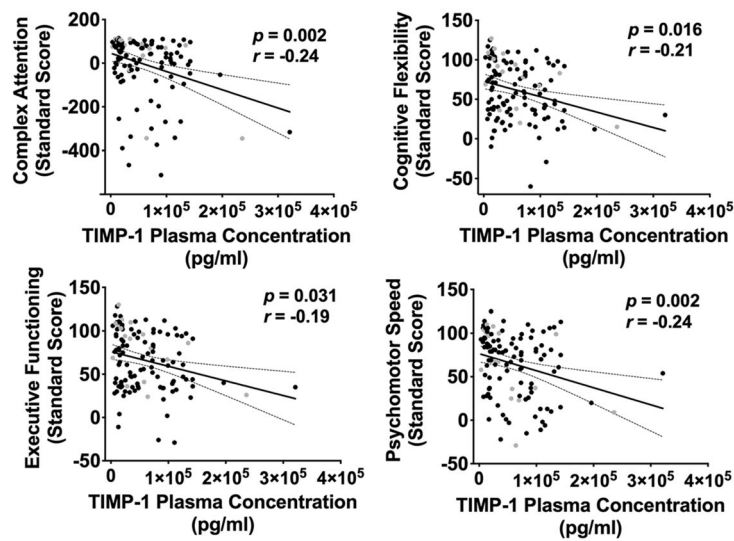 Complex Attention
(Standard Score)
200
0
-200
-400
p = 0.002
r = -0.24
0
1×10⁵
2×10⁵
3×10⁵
4×10⁵
TIMP-1 Plasma Concentration
(pg/ml)
Cognitive Flexibility
(Standard Score)
150
100
50
0
-50
p = 0.016
r = -0.21
0
1×10⁵
2×10⁵
3×10⁵
4×10⁵
TIMP-1 Plasma Concentration
(pg/ml)
Executive Functioning
(Standard Score)
150
100
50
0
-50
p = 0.031
r = -0.19
0
1×10⁵
2×10⁵
3×10⁵
4×10⁵
TIMP-1 Plasma Concentration
(pg/ml)
Psychomotor Speed
(Standard Score)
150
100
50
0
-50
p = 0.002
r = -0.24
0
1×10⁵
2×10⁵
3×10⁵
4×10⁵
TIMP-1 Plasma Concentration
(pg/ml)